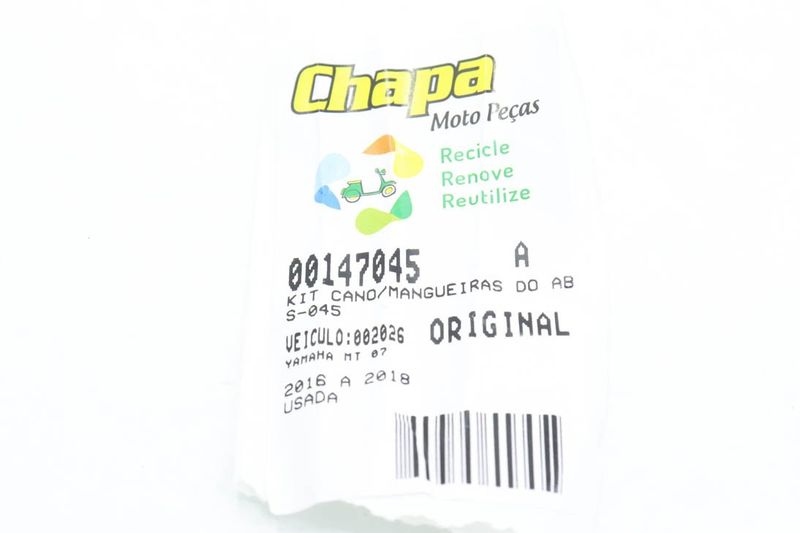 Chapa
Moto Peças
Recicle
Renove
Reutilize
00147045 A
KIT CANO/MANGUEIRAS DO AB
S-045
VEICULO:002026 ORIGINAL
YAMAHA MT 07
2016 A 2018
USADA